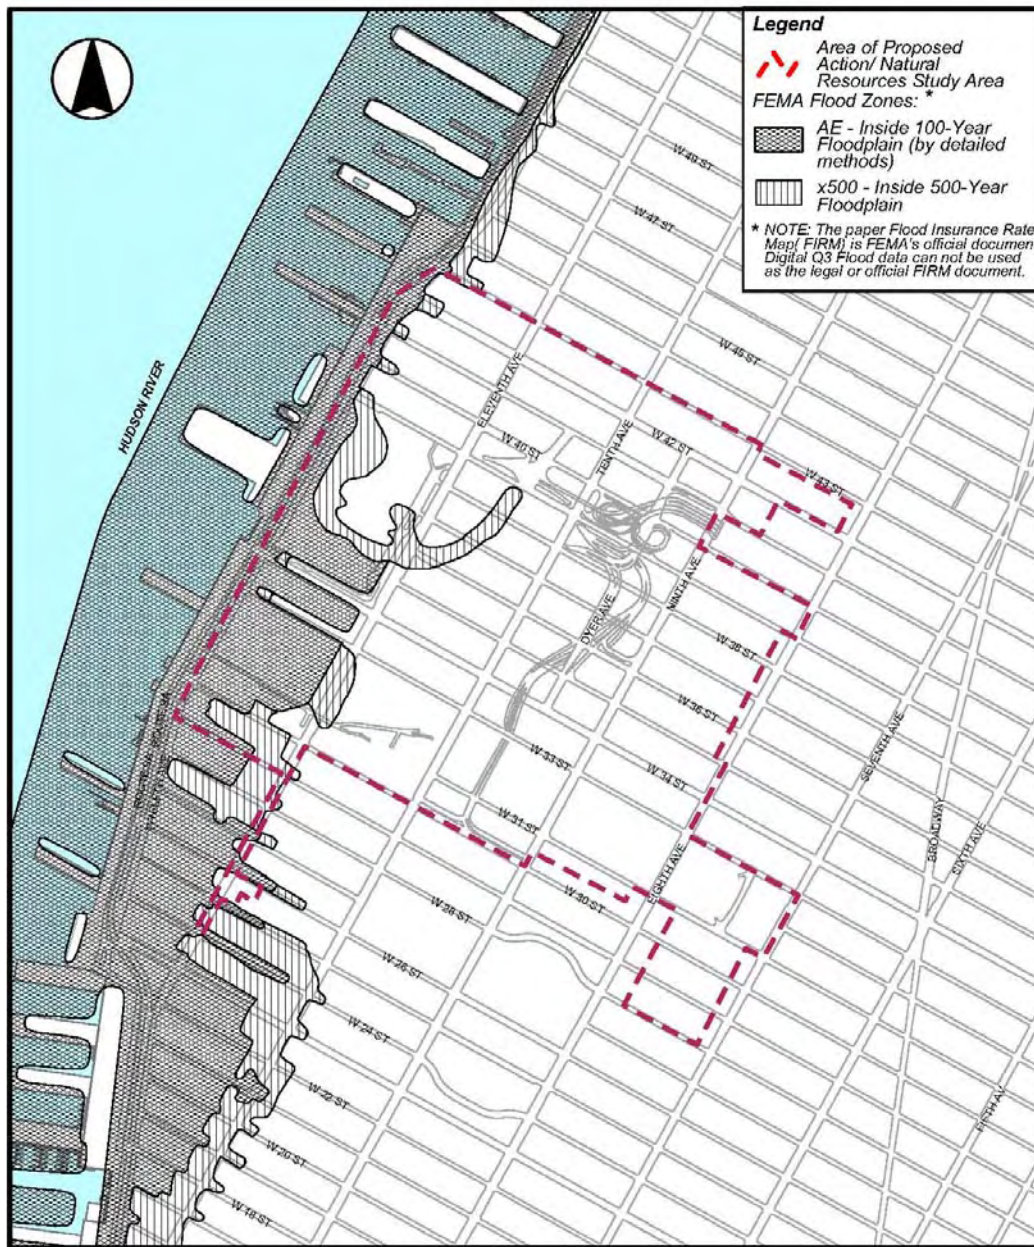 Legend
Area of Proposed
Action/ Natural
Resources Study Area
FEMA Flood Zones: *
AE - Inside 100-Year
Floodplain (by detailed
methods)
x500 - Inside 500-Year
Floodplain
* NOTE: The paper Flood Insurance Rate
Map( FIRM) is FEMA's official documen
Digital Q3 Flood data can not be used
as the legal or official FIRM document.
W 49 ST
W 47 ST
W 45 ST
HUDSON RIVER
ELEVENTH AVE
W 40 ST
TENTH AVE
W 42 ST
W 43 ST
NINTH AVE
DYER AVE
W 38 ST
W 36 ST
W 33 ST
W 34 ST
SEVENTH AVE
W 31 ST
BROADWAY
SIXTH AVE
EIGHTH AVE
W 30 ST
W 28 ST
W 26 ST
W 24 ST
W 22 ST
W 20 ST
W 18 ST
FIFTH AV